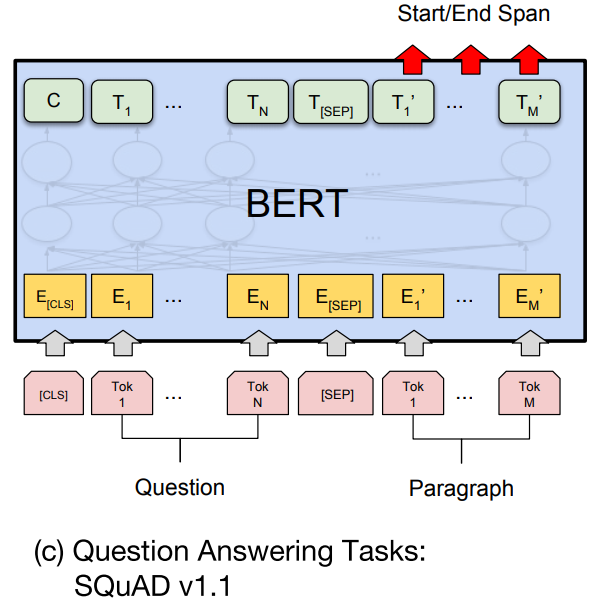 Start/End Span
C T1 ... TN T[SEP] T1' ... TM'
BERT
E[CLS] E1 ... EN E[SEP] E1' ... EM'
[CLS] Tok 1 ... Tok N [SEP] Tok 1 ... Tok M
Question Paragraph
(c) Question Answering Tasks:
SQuAD v1.1